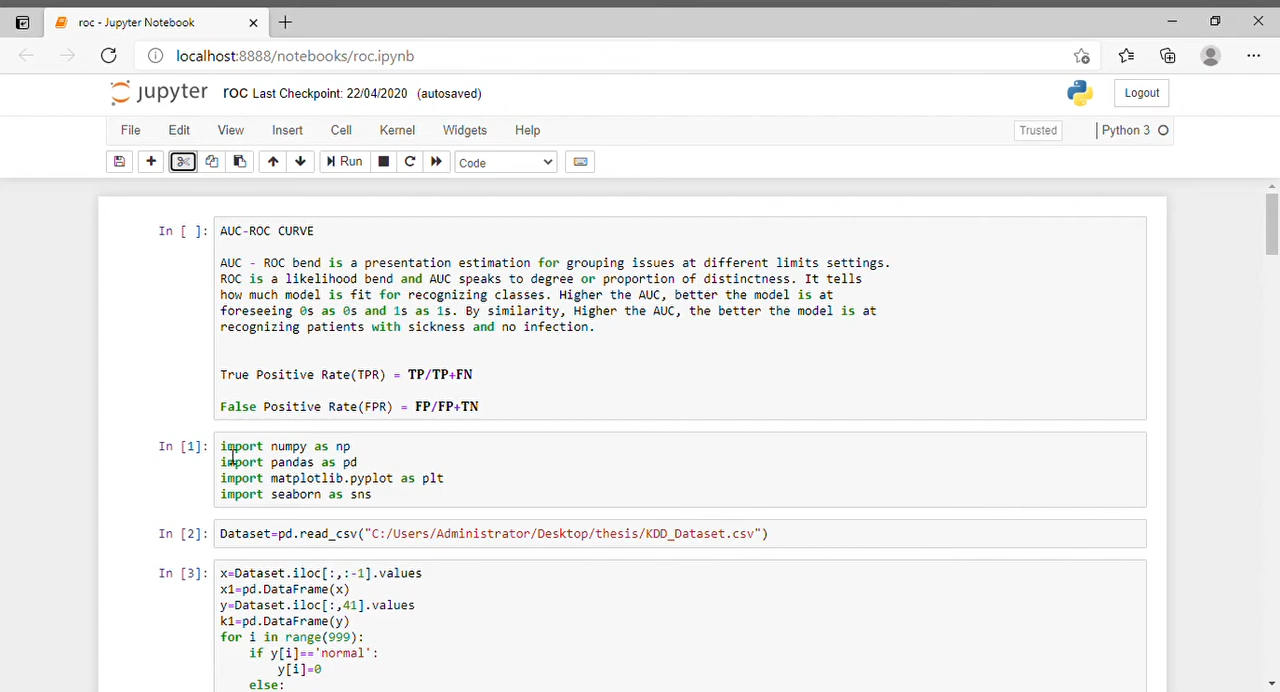 roc - Jupyter Notebook
localhost:8888/notebooks/roc.ipynb
jupyter roc Last Checkpoint: 22/04/2020 (autosaved)
Logout
File Edit View Insert Cell Kernel Widgets Help
Trusted Python 3
Run Code
In [ ]: AUC-ROC CURVE
AUC - ROC bend is a presentation estimation for grouping issues at different limits settings.
ROC is a likelihood bend and AUC speaks to degree or proportion of distinctness. It tells
how much model is fit for recognizing classes. Higher the AUC, better the model is at
foreseeing 0s as 0s and 1s as 1s. By similarity, Higher the AUC, the better the model is at
recognizing patients with sickness and no infection.
True Positive Rate(TPR) = TP/TP+FN
False Positive Rate(FPR) = FP/FP+TN
In [1]: import numpy as np
import pandas as pd
import matplotlib.pyplot as plt
import seaborn as sns
In [2]: Dataset=pd.read_csv("C:/Users/Administrator/Desktop/thesis/KDD_Dataset.csv")
In [3]: x=Dataset.iloc[:,:-1].values
x1=pd.DataFrame(x)
y=Dataset.iloc[:,41].values
k1=pd.DataFrame(y)
for i in range(999):
if y[i]=='normal':
y[i]=0
else: